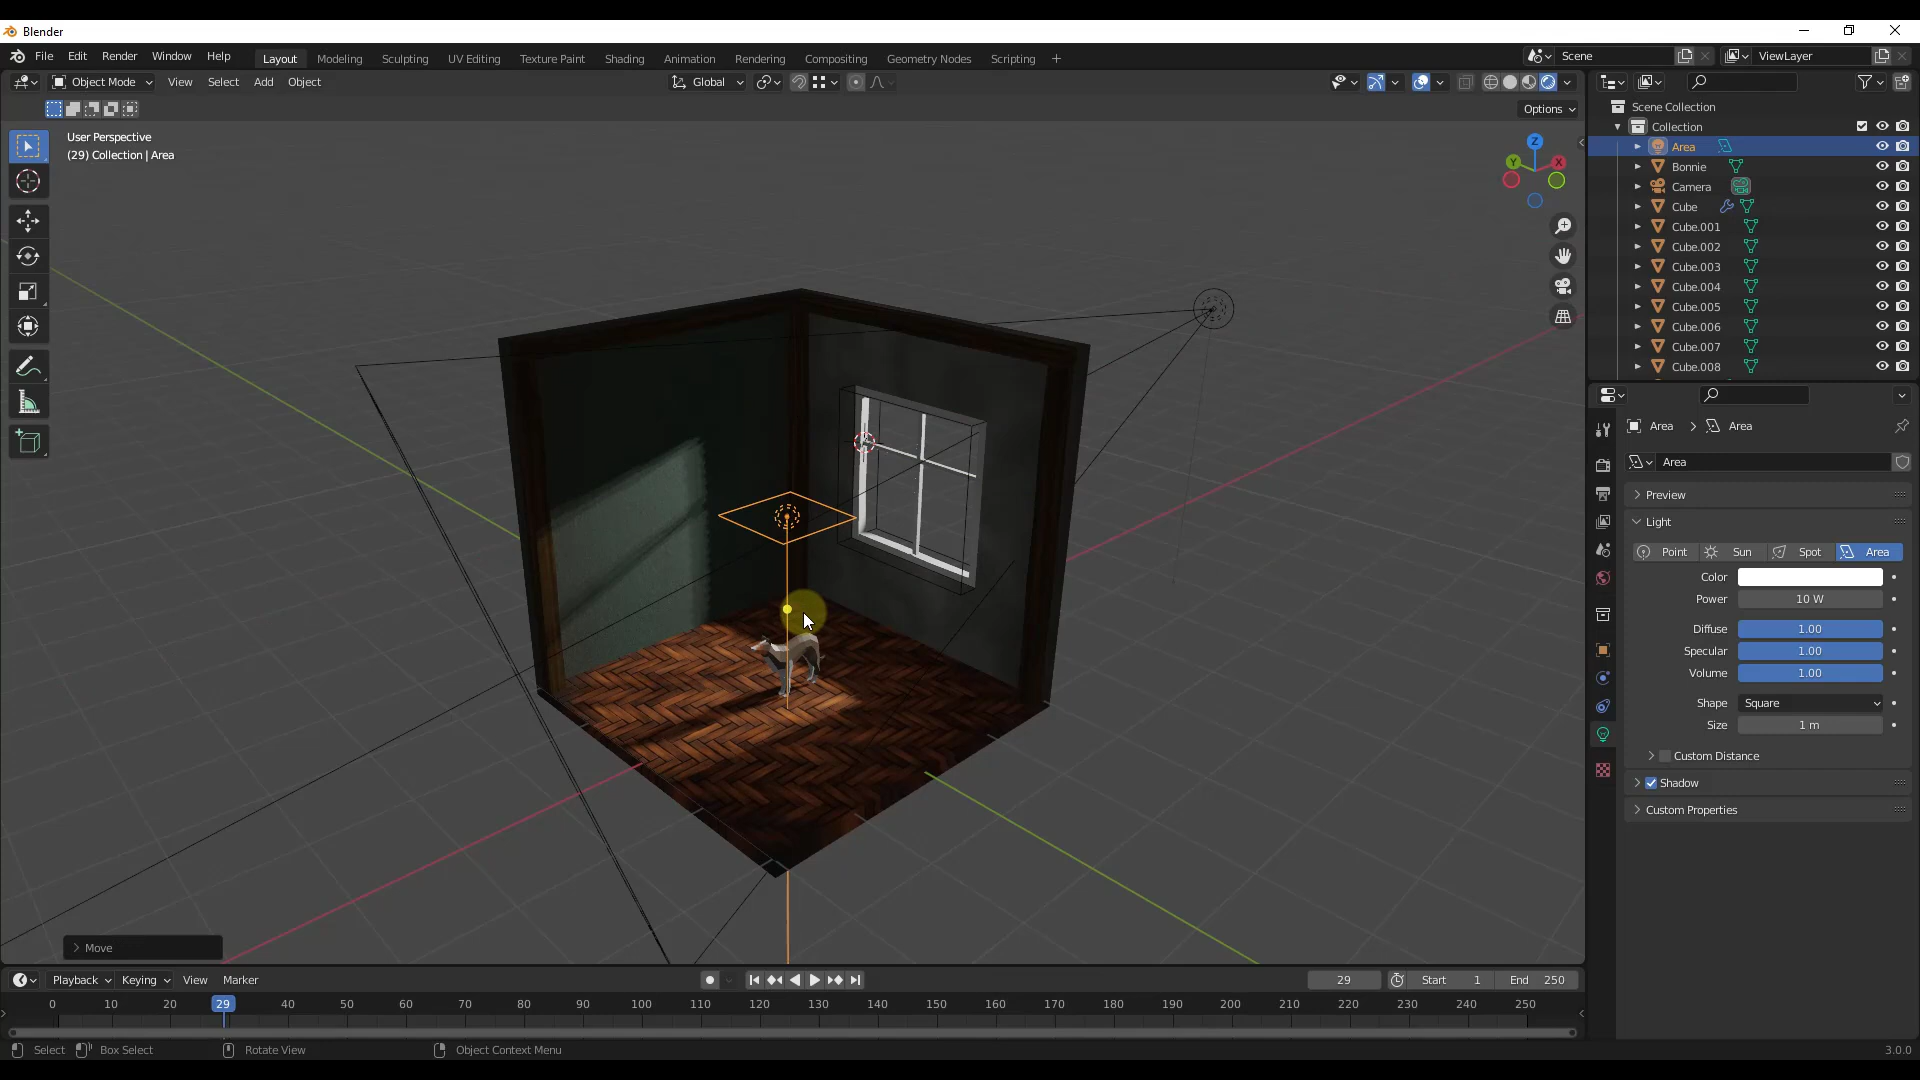 Blender
File Edit Render Window Help
Layout Modeling Sculpting UV Editing Texture Paint Shading Animation Rendering Compositing Geometry Nodes Scripting +
Scene
ViewLayer
Object Mode View Select Add Object
Global
Options
User Perspective
(29) Collection | Area
Z
Y
X
Scene Collection
Collection
Area
Bonnie
Camera
Cube
Cube.001
Cube.002
Cube.003
Cube.004
Cube.005
Cube.006
Cube.007
Cube.008
Area > Area
Area
Preview
Light
Point Sun Spot Area
Color
Power 10 W
Diffuse 1.00
Specular 1.00
Volume 1.00
Shape Square
Size 1 m
Custom Distance
Shadow
Custom Properties
Move
Playback Keying View Marker
29
Start 1
End 250
0 10 20 29 40 50 60 70 80 90 100 110 120 130 140 150 160 170 180 190 200 210 220 230 240 250
Select Box Select Rotate View Object Context Menu
3.0.0